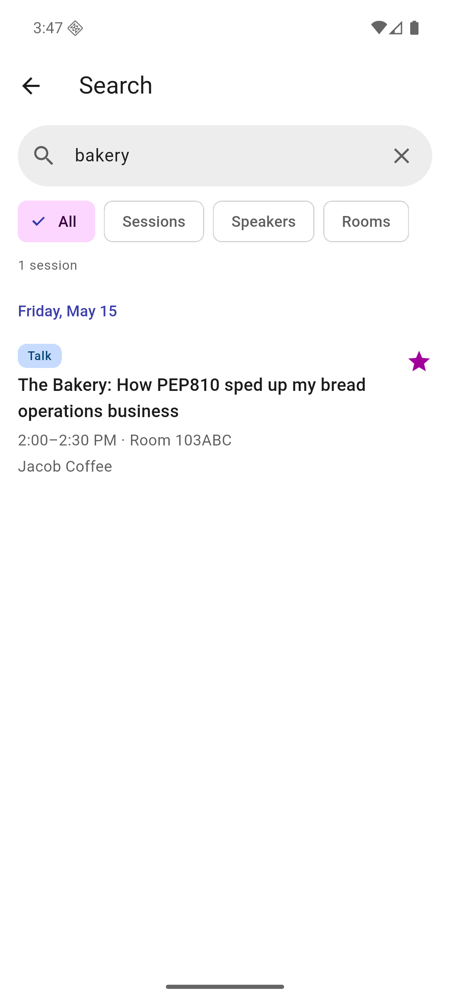 3:47
Search
bakery
All
Sessions
Speakers
Rooms
1 session
Friday, May 15
Talk
The Bakery: How PEP810 sped up my bread
operations business
2:00–2:30 PM · Room 103ABC
Jacob Coffee